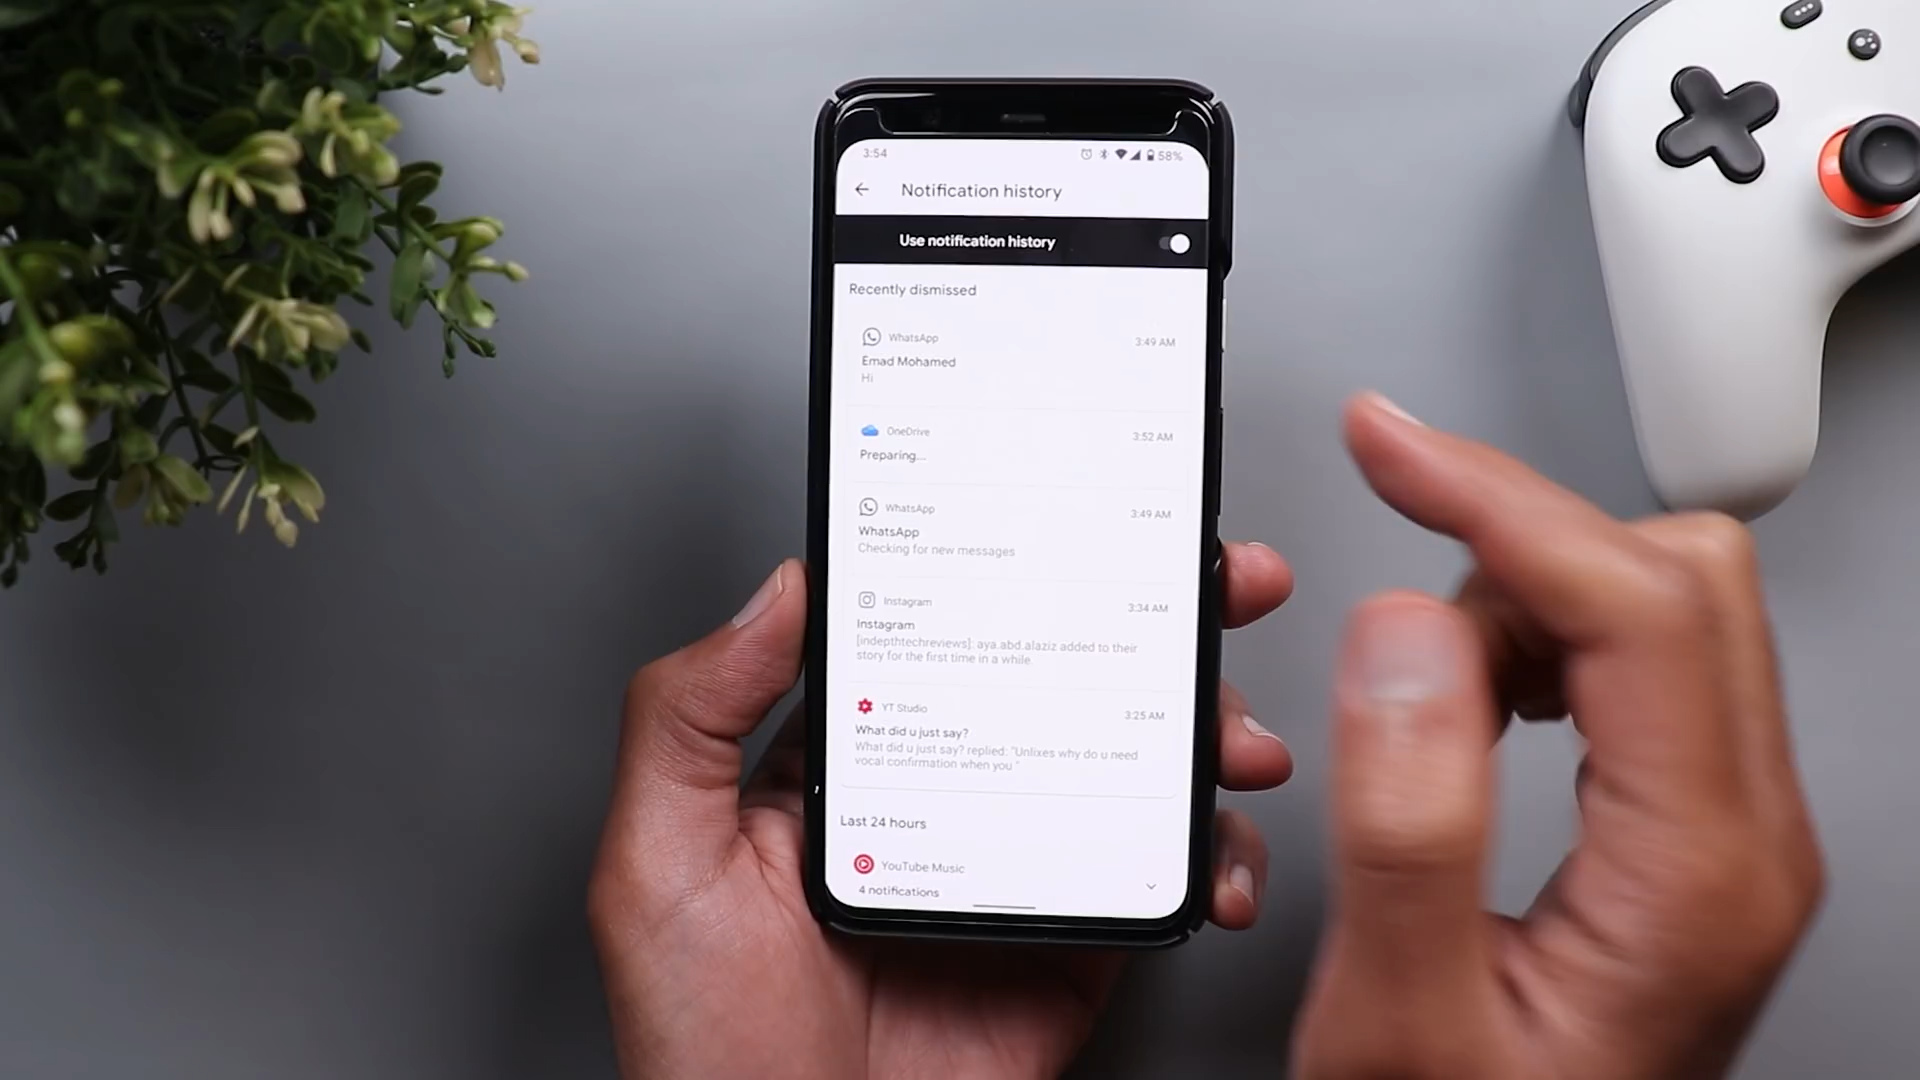 3:54
58%
Notification history
Use notification history
Recently dismissed
WhatsApp
3:49 AM
Emad Mohamed
Hi
OneDrive
3:52 AM
Preparing...
WhatsApp
3:49 AM
WhatsApp
Checking for new messages
Instagram
3:34 AM
Instagram
[indepthtechreviews]: aya.abd.alaziz added to their
story for the first time in a while.
YT Studio
3:25 AM
What did u just say?
What did u just say? replied: "Unlixes why do u need
vocal confirmation when you "
Last 24 hours
YouTube Music
4 notifications